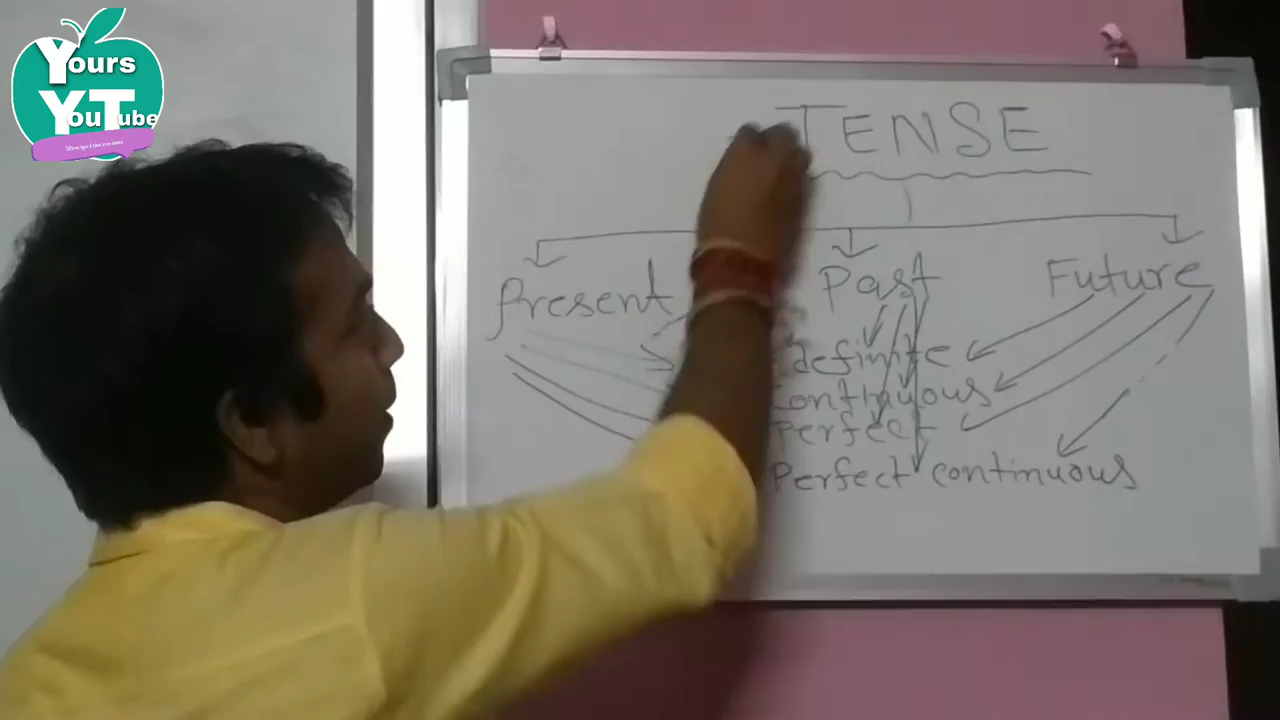 Yours
YouTube
TENSE
Present Past Future
definite
Continuous
Perfect
Perfect continuous